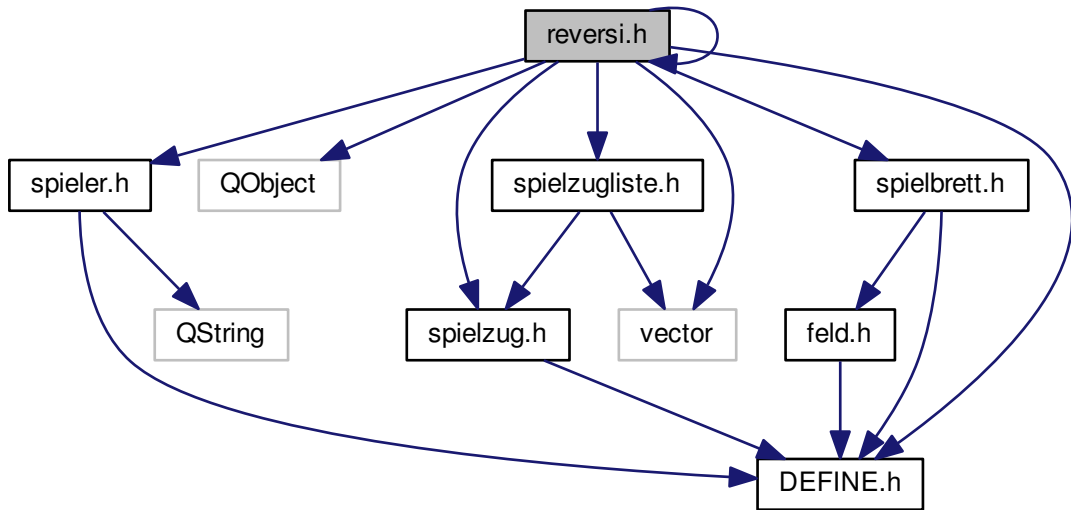 reversi.h
spieler.h
QObject
spielzugliste.h
spielbrett.h
QString
spielzug.h
vector
feld.h
DEFINE.h